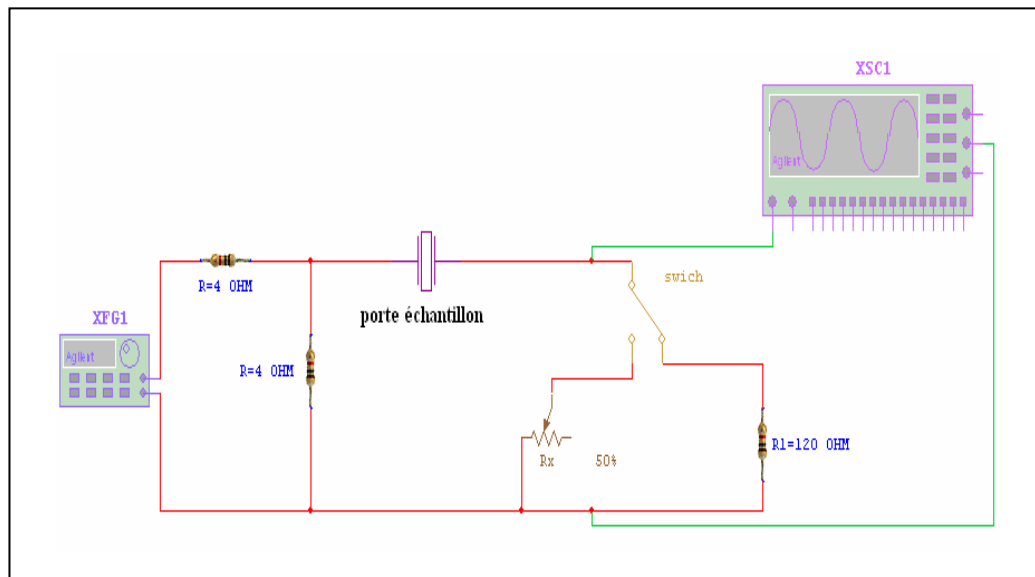 XSC1
Agilent
swich
R=4 OHM
porte échantillon
XFG1
Agilent
R=4 OHM
Rx 50%
R1=120 OHM